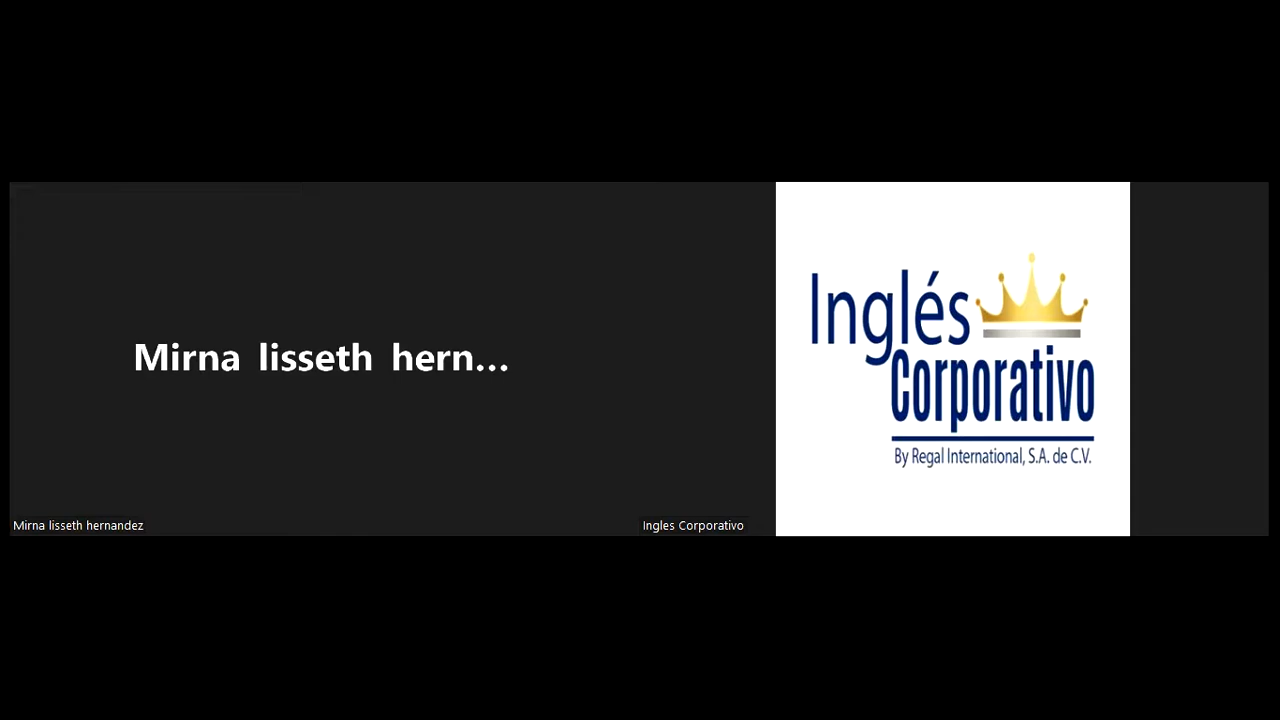 Mirna lisseth hern...
Mirna lisseth hernandez
Ingles Corporativo
Inglés
Corporativo
By Regal International, S.A. de C.V.